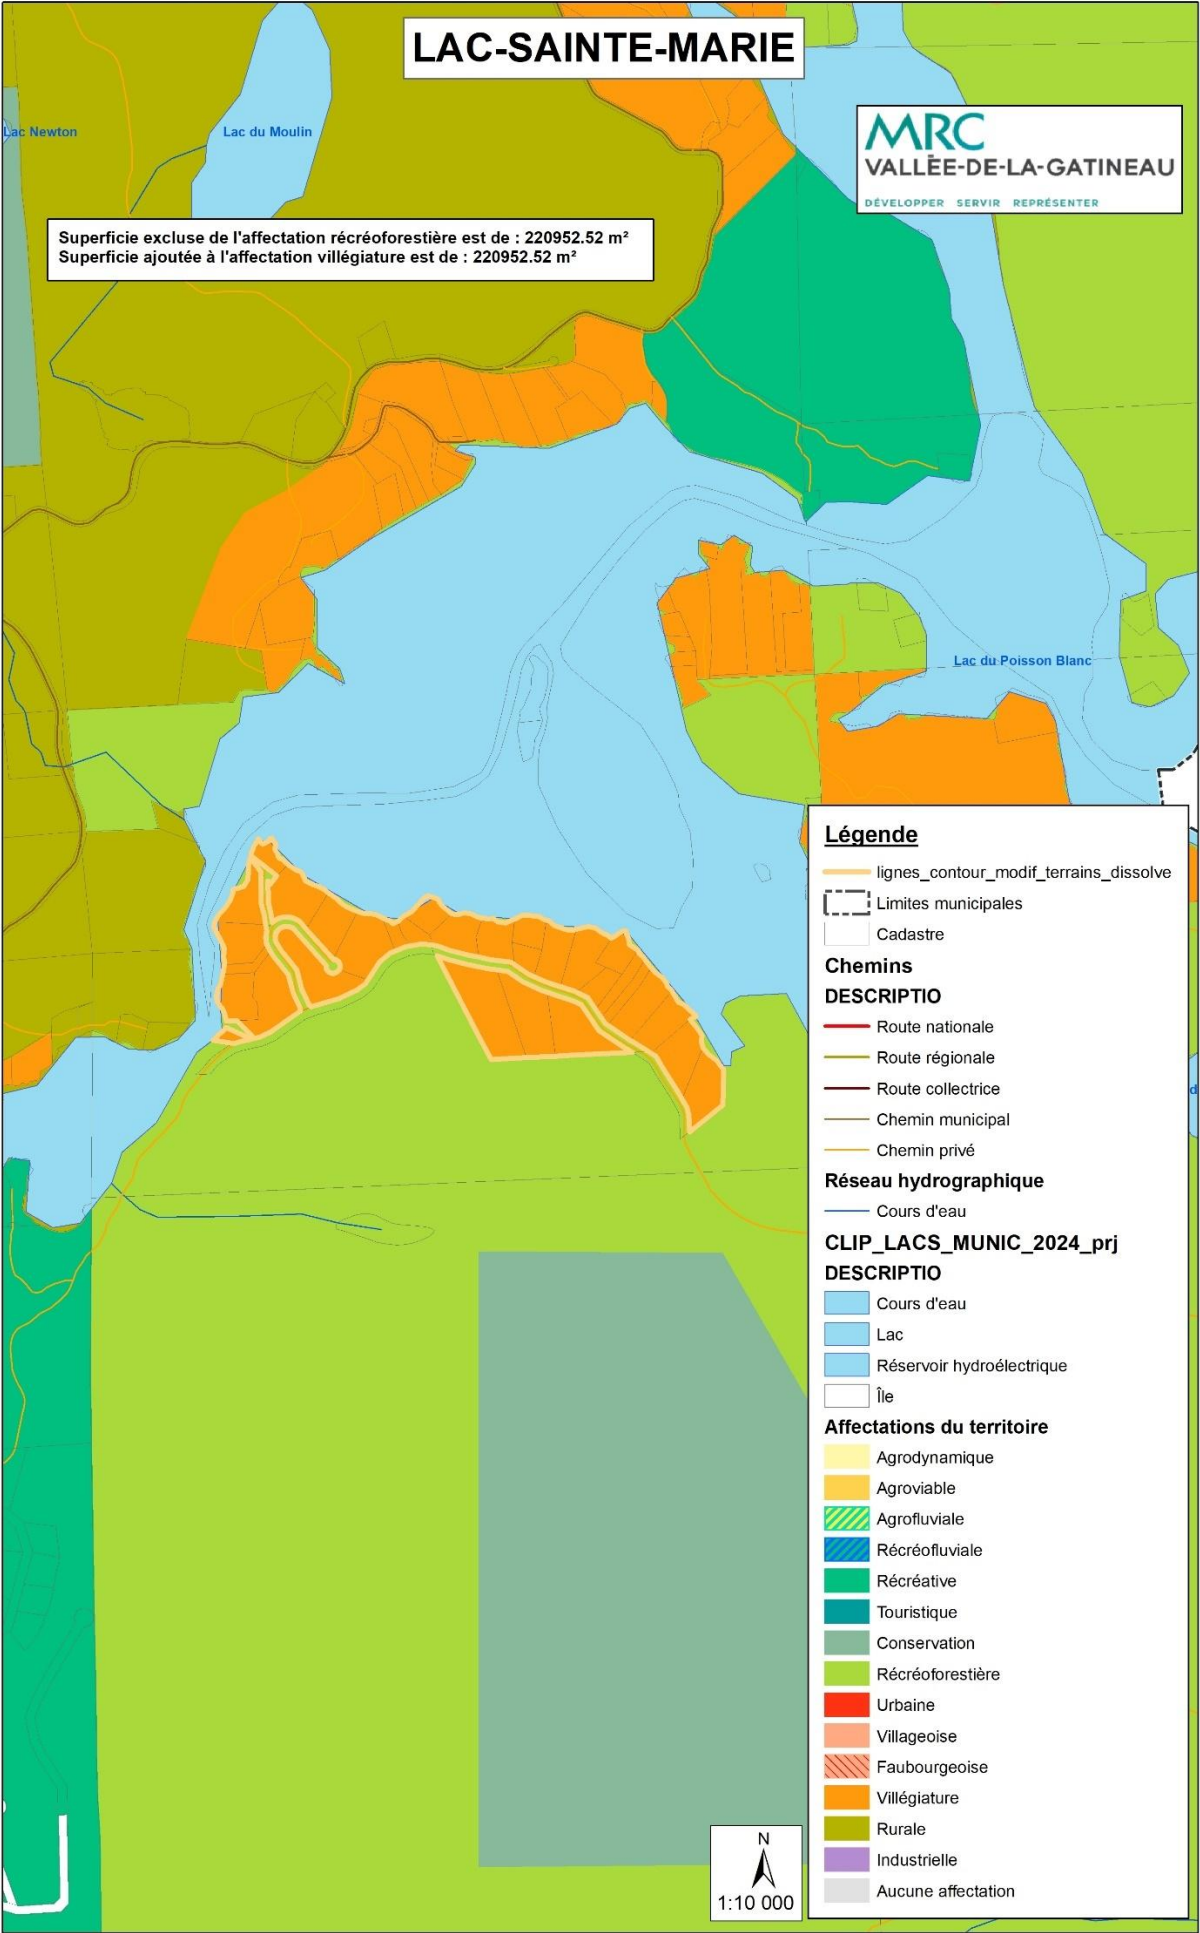 LAC-SAINTE-MARIE
MRC
VALLÉE-DE-LA-GATINEAU
DÉVELOPPER SERVIR REPRÉSENTER
Lac Newton
Lac du Moulin
Superficie excluse de l'affectation récréoforestière est de : 220952.52 m²
Superficie ajoutée à l'affectation villégiature est de : 220952.52 m²
Lac du Poisson Blanc
Légende
lignes_contour_modif_terrains_dissolve
Limites municipales
Cadastre
Chemins
DESCRIPTIO
Route nationale
Route régionale
Route collectrice
Chemin municipal
Chemin privé
Réseau hydrographique
Cours d'eau
CLIP_LACS_MUNIC_2024_prj
DESCRIPTIO
Cours d'eau
Lac
Réservoir hydroélectrique
Île
Affectations du territoire
Agrodynamique
Agroviable
Agrofluviale
Récréofluviale
Récréative
Touristique
Conservation
Récréoforestière
Urbaine
Villageoise
Faubourgeoise
Villégiature
Rurale
Industrielle
Aucune affectation
N
1:10 000